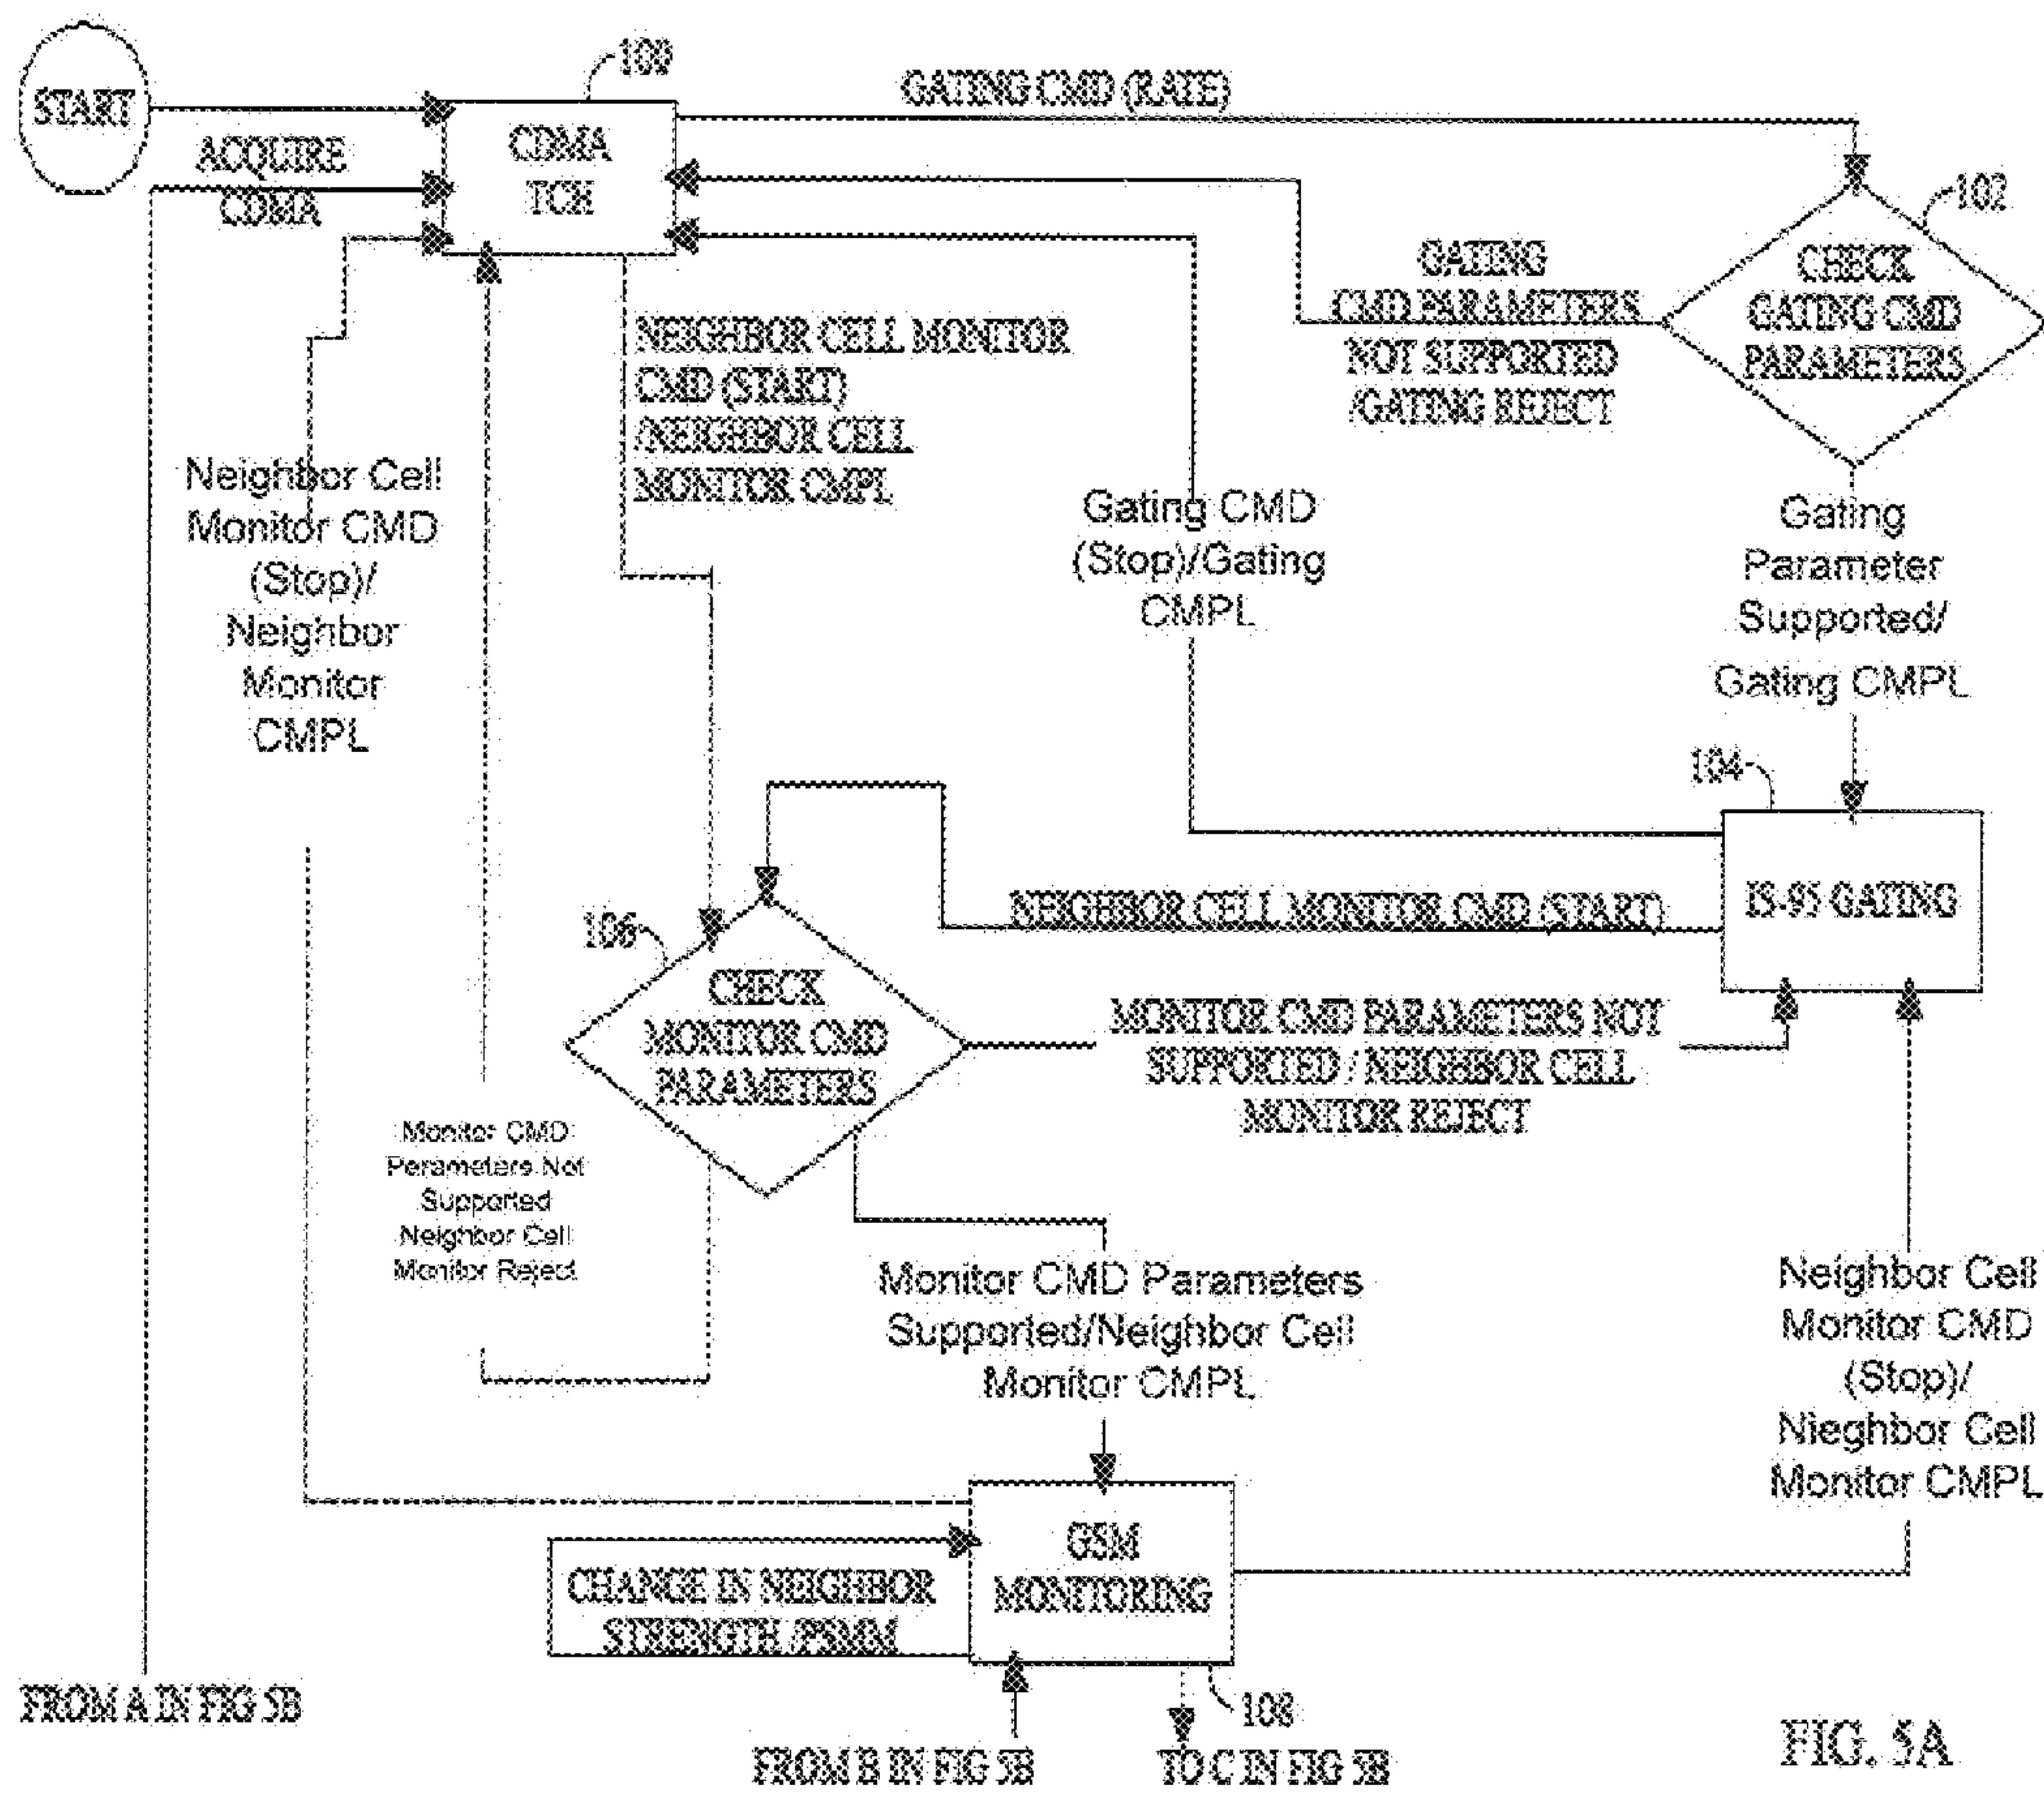 START
100
GATING CMD (RATE)
ACQUIRE
CDMA
CDMA
TCH
102
CHECK
GATING CMD
PARAMETERS
GATING
CMD PARAMETERS
NOT SUPPORTED
/GATING REJECT
NEIGHBOR CELL MONITOR
CMD (START)
/NEIGHBOR CELL
MONITOR CMPL
Neighbor Cell
Monitor CMD
(Stop)/
Neighbor
Monitor
CMPL
Gating CMD
(Stop)/Gating
CMPL
Gating
Parameter
Supported/
Gating CMPL
104
IS-95 GATING
NEIGHBOR CELL MONITOR CMD (START)
106
CHECK
MONITOR CMD
PARAMETERS
MONITOR CMD PARAMETERS NOT
SUPPORTED / NEIGHBOR CELL
MONITOR REJECT
Monitor CMD
Perameters Not
Supported
Neighbor Cell
Monitor Reject
Monitor CMD Parameters
Supported/Neighbor Cell
Monitor CMPL
Neighbor Cell
Monitor CMD
(Stop)/
Nieghbor Cell
Monitor CMPL
GSM
MONITORING
CHANGE IN NEIGHBOR
STRENGTH /PSMM
108
FROM A IN FIG 5B
FROM B IN FIG 5B
TO C IN FIG 5B
FIG. 5A